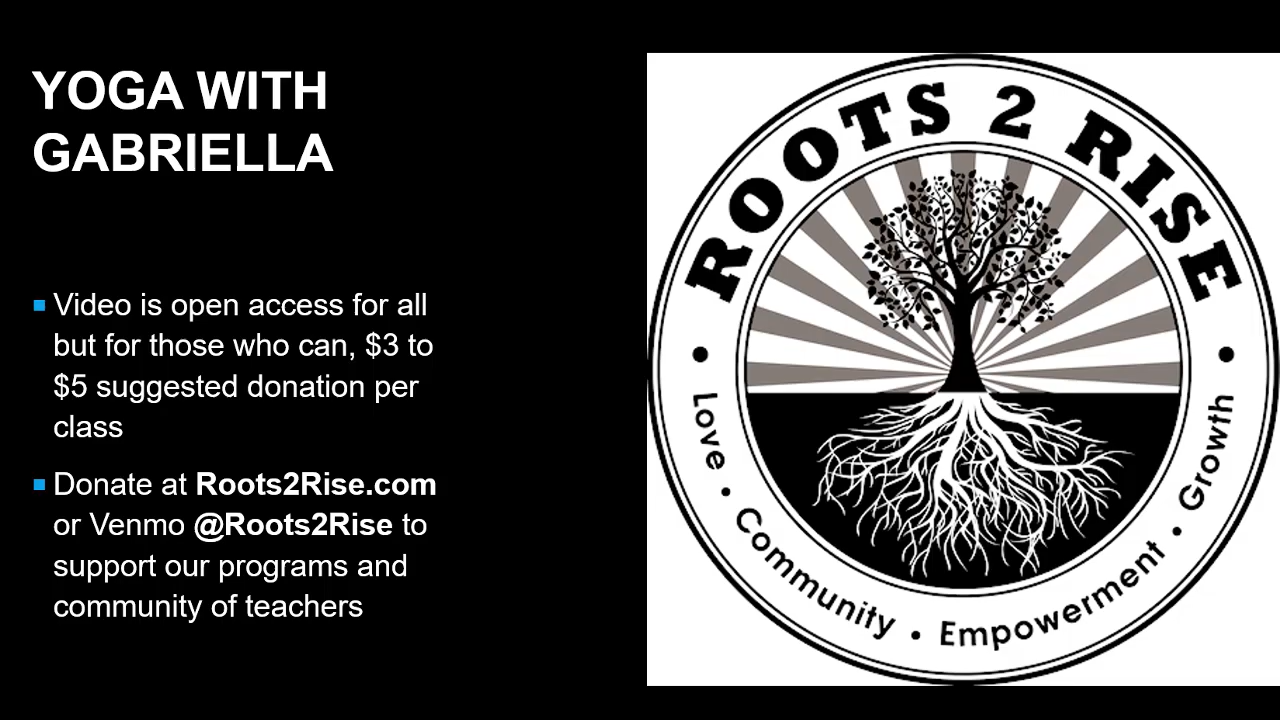 YOGA WITH
GABRIELLA
Video is open access for all
but for those who can, $3 to
$5 suggested donation per
class
Donate at Roots2Rise.com
or Venmo @Roots2Rise to
support our programs and
community of teachers
ROOTS 2 RISE
Love • Community • Empowerment • Growth